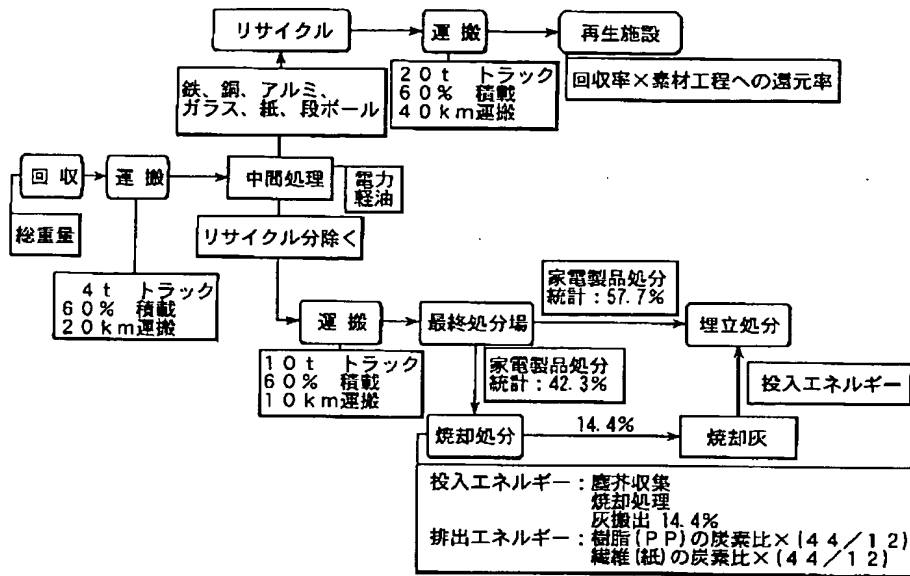 リサイクル
運搬
再生施設
鉄、銅、アルミ、
ガラス、紙、段ボール
20t トラック
60% 積載
40km運搬
回収率×素材工程への還元率
回収
運搬
中間処理
電力
軽油
総重量
リサイクル分除く
4t トラック
60% 積載
20km運搬
運搬
最終処分場
家電製品処分
統計:57.7%
埋立処分
10t トラック
60% 積載
10km運搬
家電製品処分
統計:42.3%
投入エネルギー
焼却処分
14.4%
焼却灰
投入エネルギー:塵芥収集
焼却処理
灰搬出 14.4%
排出エネルギー:樹脂(PP)の炭素比×(44/12)
繊維(紙)の炭素比×(44/12)